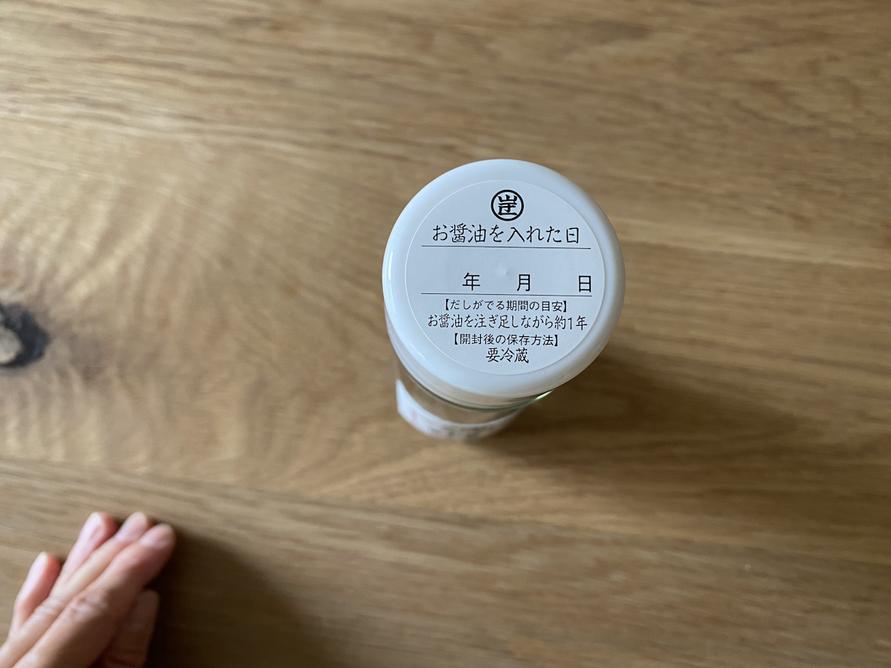 お醤油を入れた日
年 月 日
【だしがでる期間の目安】
お醤油を注ぎ足しながら約1年
【開封後の保存方法】
要冷蔵